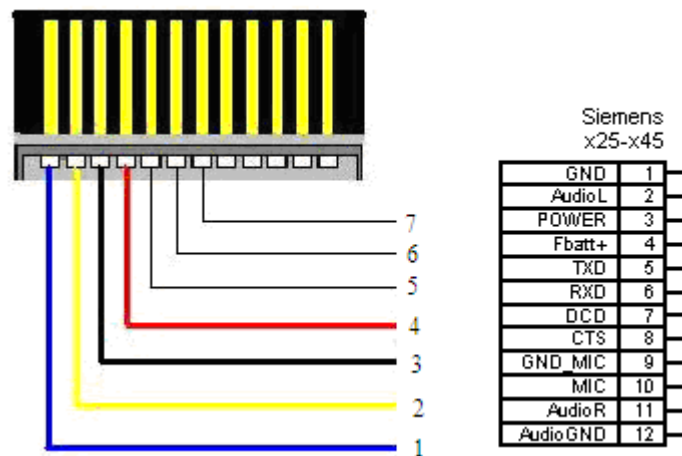 7
6
5
4
3
2
1
Siemens
x25-x45
GND 1
AudioL 2
POWER 3
Fbatt+ 4
TXD 5
RXD 6
DCD 7
CTS 8
GND_MIC 9
MIC 10
AudioR 11
AudioGND 12